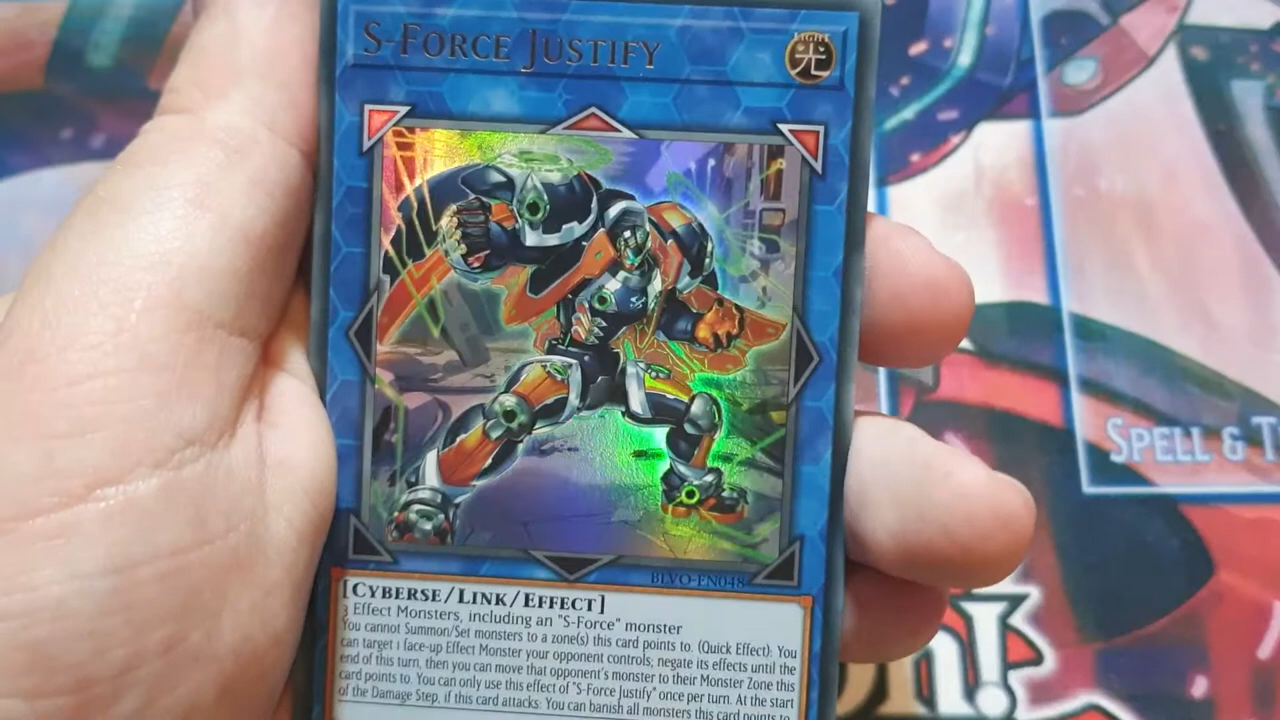 S-Force Justify
LIGHT
光
BLVO-EN048
[Cyberse/Link/Effect]
3 Effect Monsters, including an "S-Force" monster
You cannot Summon/Set monsters to a zone(s) this card points to. (Quick Effect): You
can target 1 face-up Effect Monster your opponent controls; negate its effects until the
end of this turn, then you can move that opponent's monster to their Monster Zone this
card points to. You can only use this effect of "S-Force Justify" once per turn. At the start
of the Damage Step, if this card attacks: You can banish all monsters this card points to
Spell & T